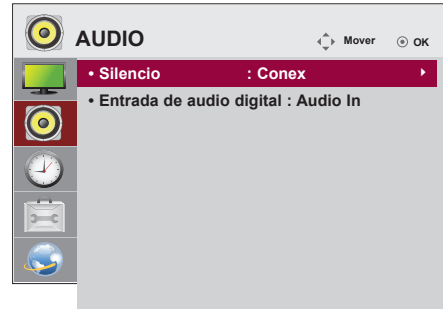 AUDIO
Mover
OK
• Silencio : Conex
• Entrada de audio digital : Audio In